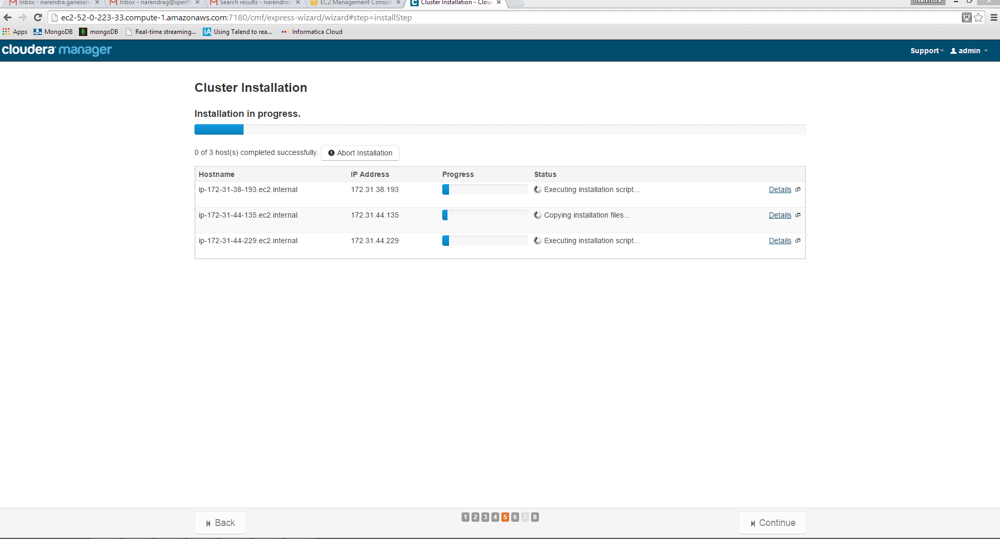 Inbox - narendra.ganesan × Inbox - narendrag@xpertt × Search results - narendrar × EC2 Management Consol × Cluster Installation - Clou × Narendra
ec2-52-0-223-33.compute-1.amazonaws.com:7180/cmf/express-wizard/wizard#step=installStep
Apps MongoDB mongoDB Real-time streaming... iA Using Talend to rea... Informatica Cloud
cloudera manager Support admin
Cluster Installation
Installation in progress.
0 of 3 host(s) completed successfully. Abort Installation
Hostname IP Address Progress Status
ip-172-31-38-193.ec2.internal 172.31.38.193 Executing installation script... Details
ip-172-31-44-135.ec2.internal 172.31.44.135 Copying installation files... Details
ip-172-31-44-229.ec2.internal 172.31.44.229 Executing installation script... Details
Back 1 2 3 4 5 6 7 8 Continue